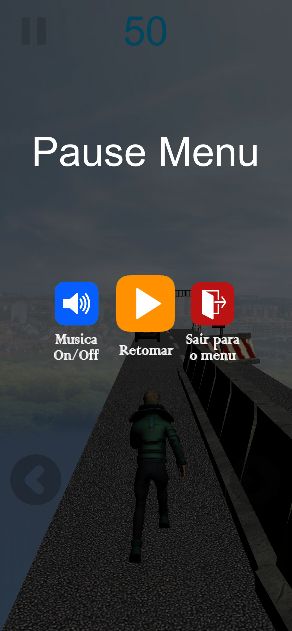 50
Pause Menu
Musica
On/Off
Retomar
Sair para
o menu